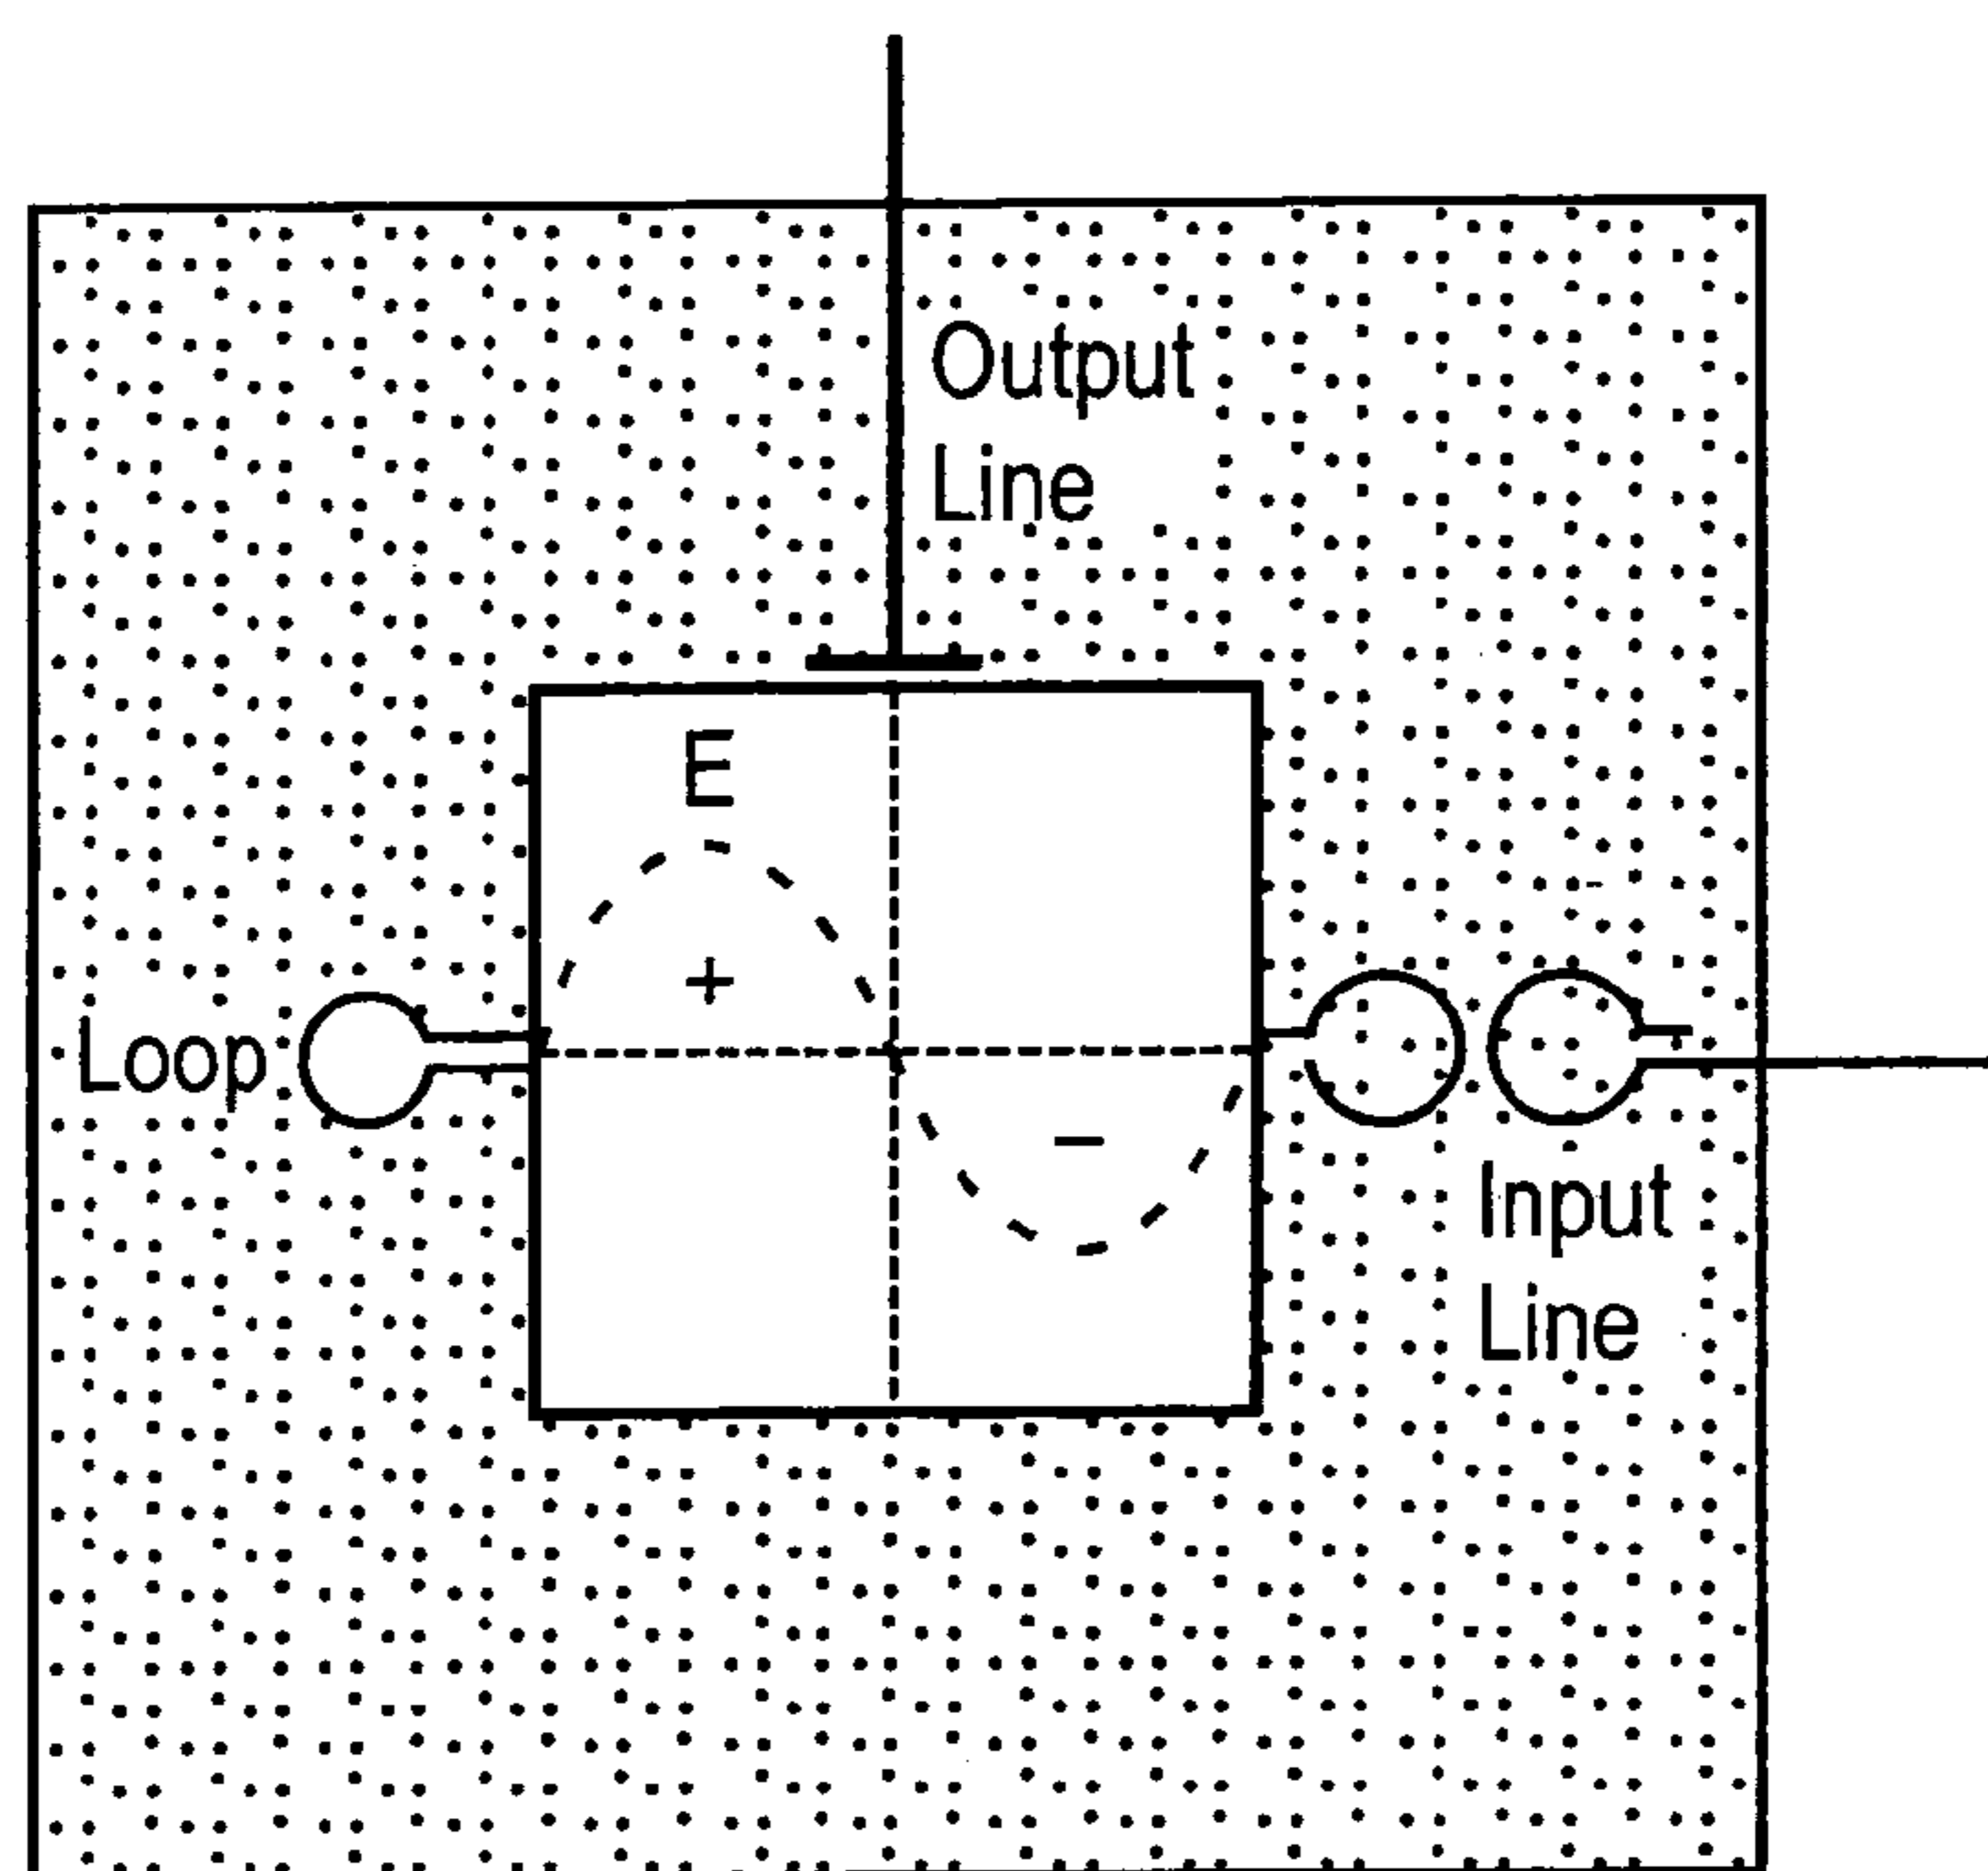 Output
Line
E
+
Loop
−
Input
Line